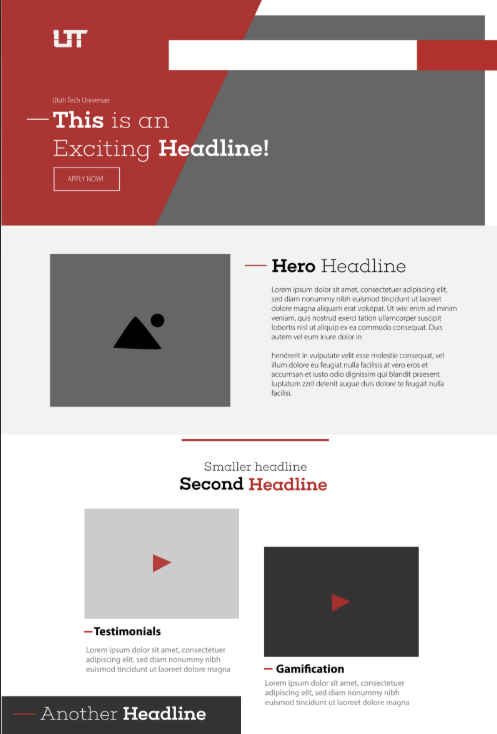 UT
Utah Tech Universae
This is an
Exciting Headline!
APPLY NOW!
Hero Headline
Lorem ipsum dolor sit amet, consectetuer adipiscing elit,
sed diam nonummy nibh euismod tincidunt ut laoreet
dolore magna aliquam erat volutpat. Ut wisi enim ad minim
veniam, quis nostrud exerci tation ullamcorper suscipit
lobortis nisl ut aliquip ex ea commodo consequat. Duis
autem vel eum iriure dolor in
hendrerit in vulputate velit esse molestie consequat, vel
illum dolore eu feugiat nulla facilisis at vero eros et
accumsan et iusto odio dignissim qui blandit praesent
luptatum zzril delenit augue duis dolore te feugait nulla
facilisi.
Smaller headline
Second Headline
Testimonials
Lorem ipsum dolor sit amet, consectetuer
adipiscing elit, sed diam nonummy nibh
euismod tincidunt ut laoreet dolore magna
Gamification
Lorem ipsum dolor sit amet, consectetuer
adipiscing elit, sed diam nonummy nibh
euismod tincidunt ut laoreet dolore magna
Another Headline